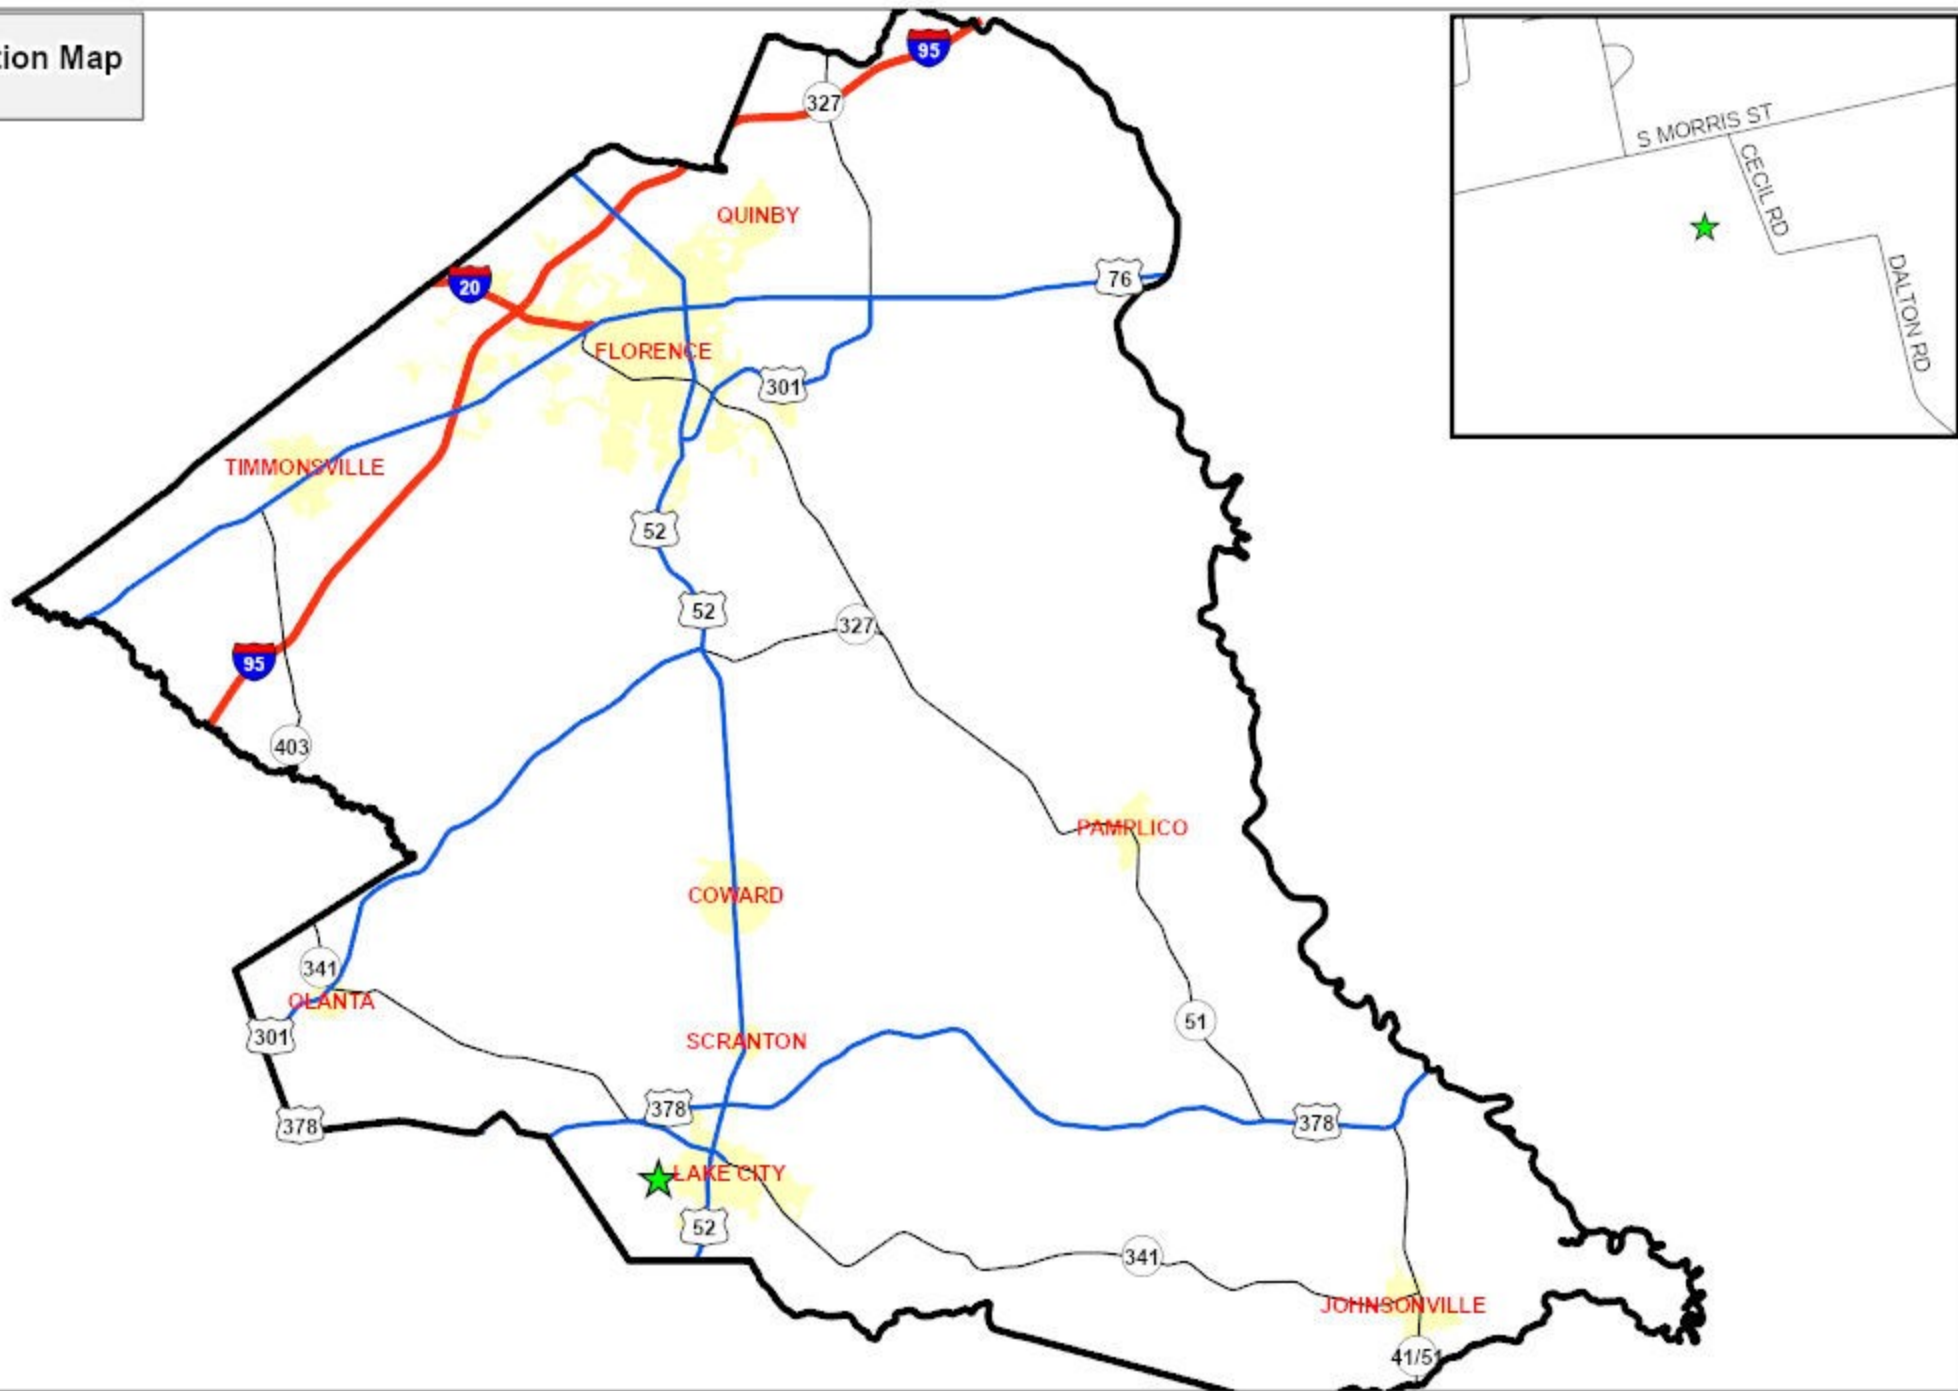 tion Map
95
327
S MORRIS ST
CECIL RD
DALTON RD
QUINBY
20
76
FLORENCE
301
TIMMONSVILLE
52
52
327
95
403
PAMPLICO
COWARD
341
OLANTA
301
51
SCRANTON
378
378
378
LAKE CITY
52
341
JOHNSONVILLE
41/51